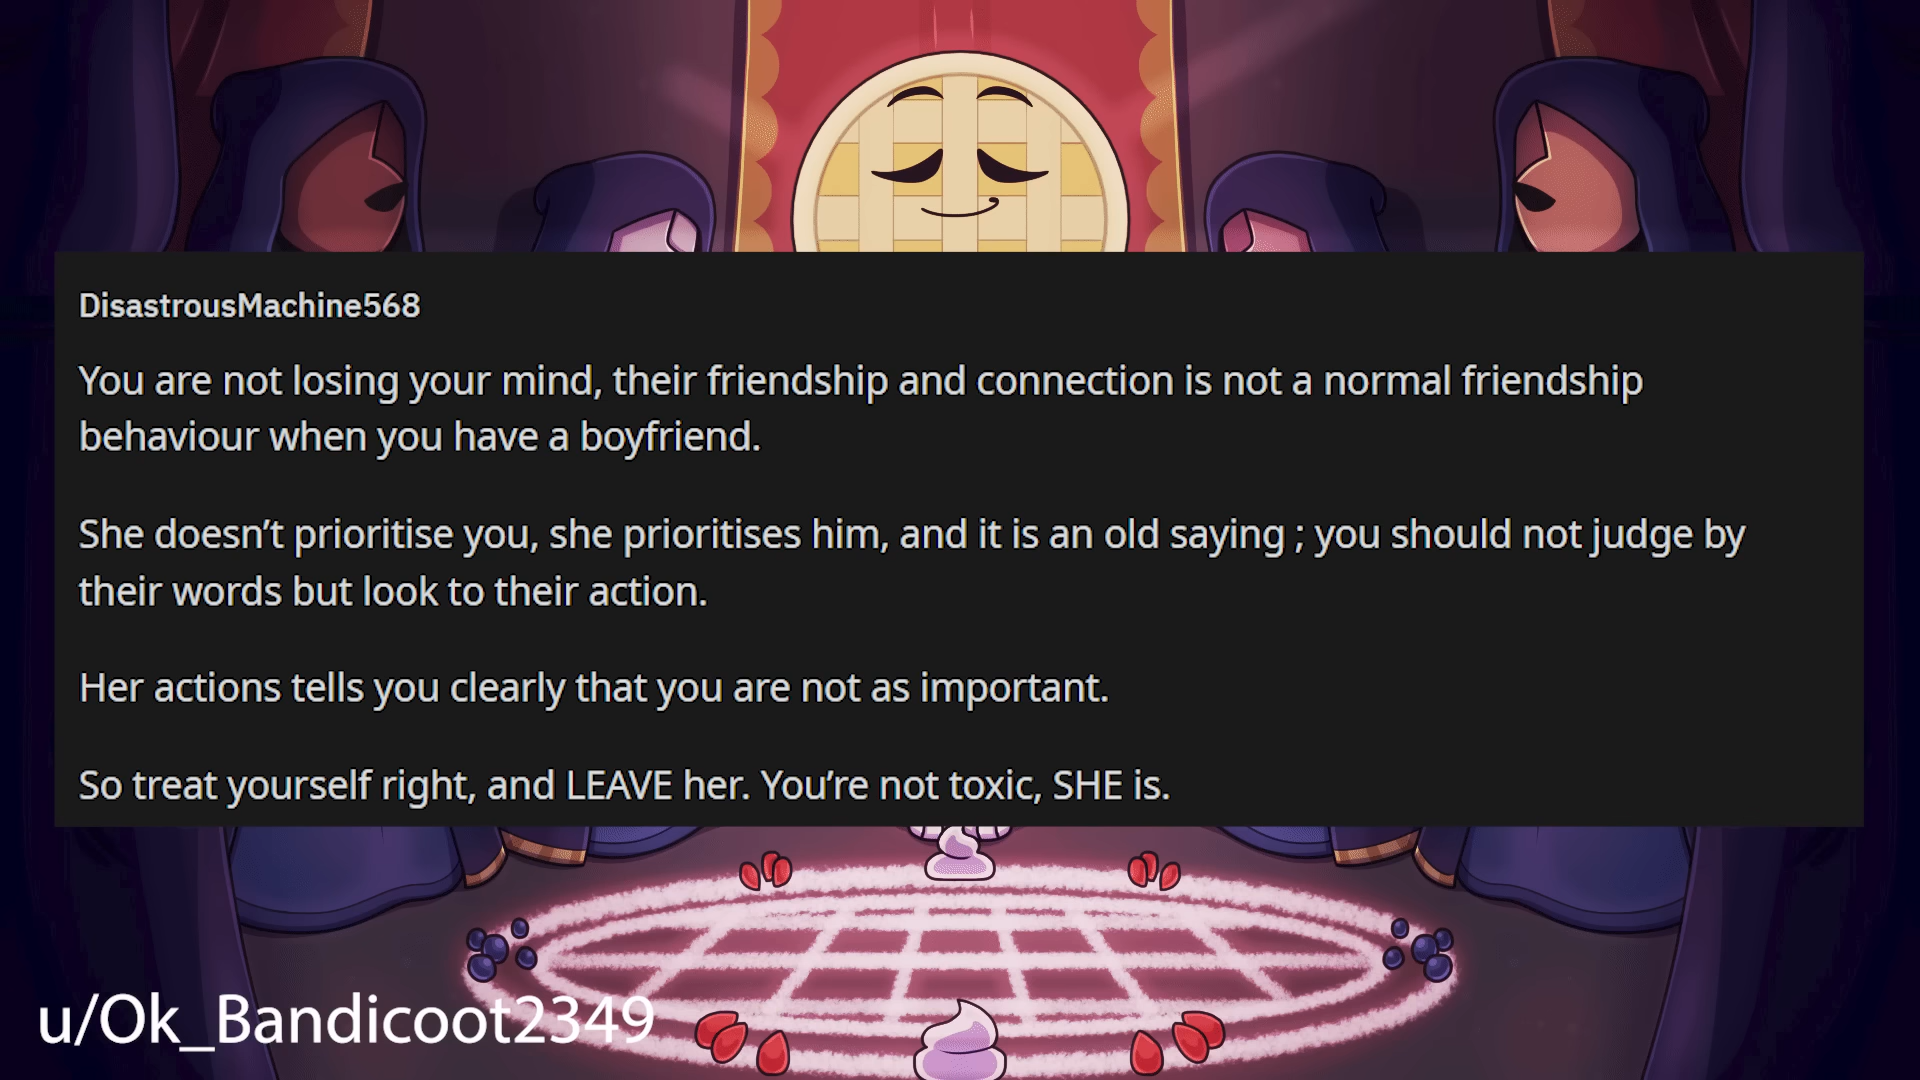 DisastrousMachine568
You are not losing your mind, their friendship and connection is not a normal friendship
behaviour when you have a boyfriend.
She doesn’t prioritise you, she prioritises him, and it is an old saying ; you should not judge by
their words but look to their action.
Her actions tells you clearly that you are not as important.
So treat yourself right, and LEAVE her. You’re not toxic, SHE is.
u/Ok_Bandicoot2349